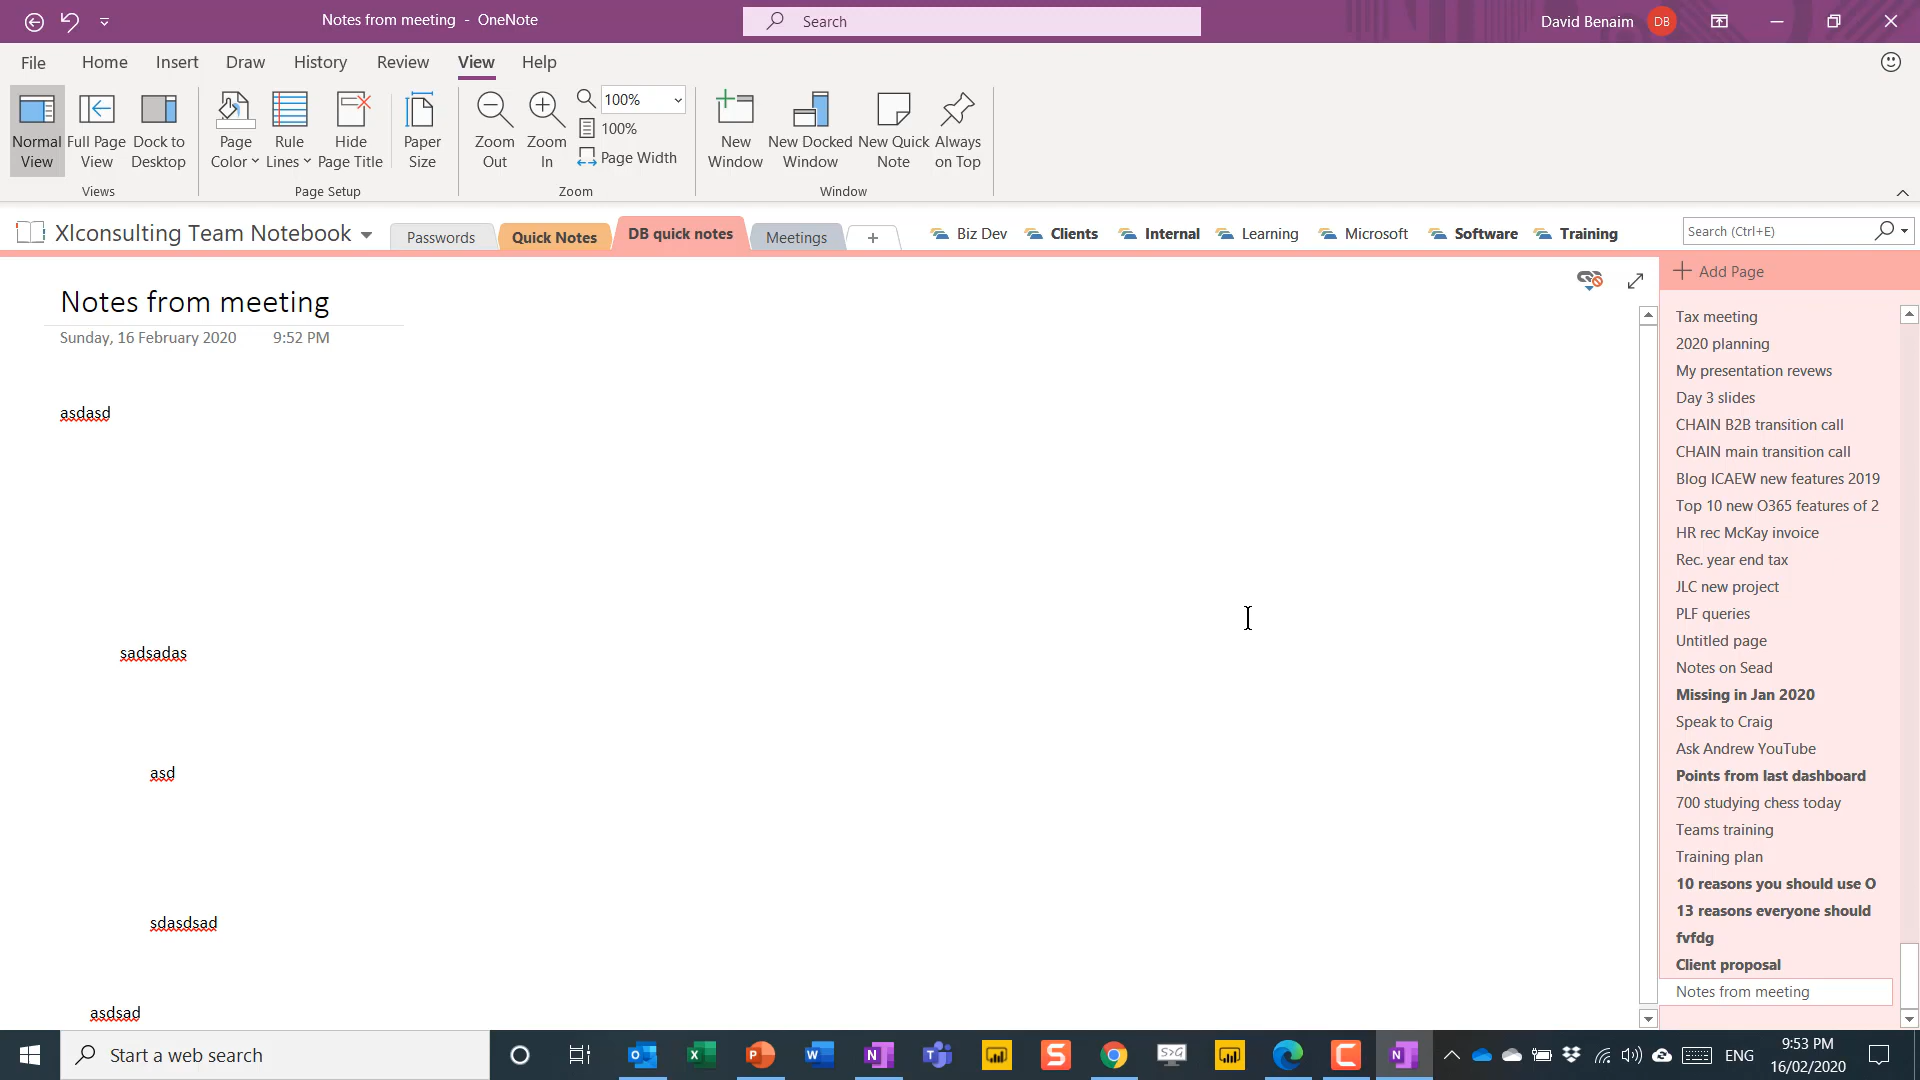 Notes from meeting - OneNote
Search
David Benaim DB
File Home Insert Draw History Review View Help
Normal View
Full Page View
Dock to Desktop
Page Color
Rule Lines
Hide Page Title
Paper Size
Zoom Out
Zoom In
100%
100%
Page Width
New Window
New Docked Window
New Quick Note
Always on Top
Views Page Setup Zoom Window
Xlconsulting Team Notebook
Passwords Quick Notes DB quick notes Meetings +
Biz Dev Clients Internal Learning Microsoft Software Training
Search (Ctrl+E)
Notes from meeting
Sunday, 16 February 2020 9:52 PM
asdasd
sadsadas
asd
sdasdsad
asdsad
Add Page
Tax meeting
2020 planning
My presentation revews
Day 3 slides
CHAIN B2B transition call
CHAIN main transition call
Blog ICAEW new features 2019
Top 10 new O365 features of 2
HR rec McKay invoice
Rec. year end tax
JLC new project
PLF queries
Untitled page
Notes on Sead
Missing in Jan 2020
Speak to Craig
Ask Andrew YouTube
Points from last dashboard
700 studying chess today
Teams training
Training plan
10 reasons you should use O
13 reasons everyone should
fvfdg
Client proposal
Notes from meeting
Start a web search
ENG
9:53 PM
16/02/2020